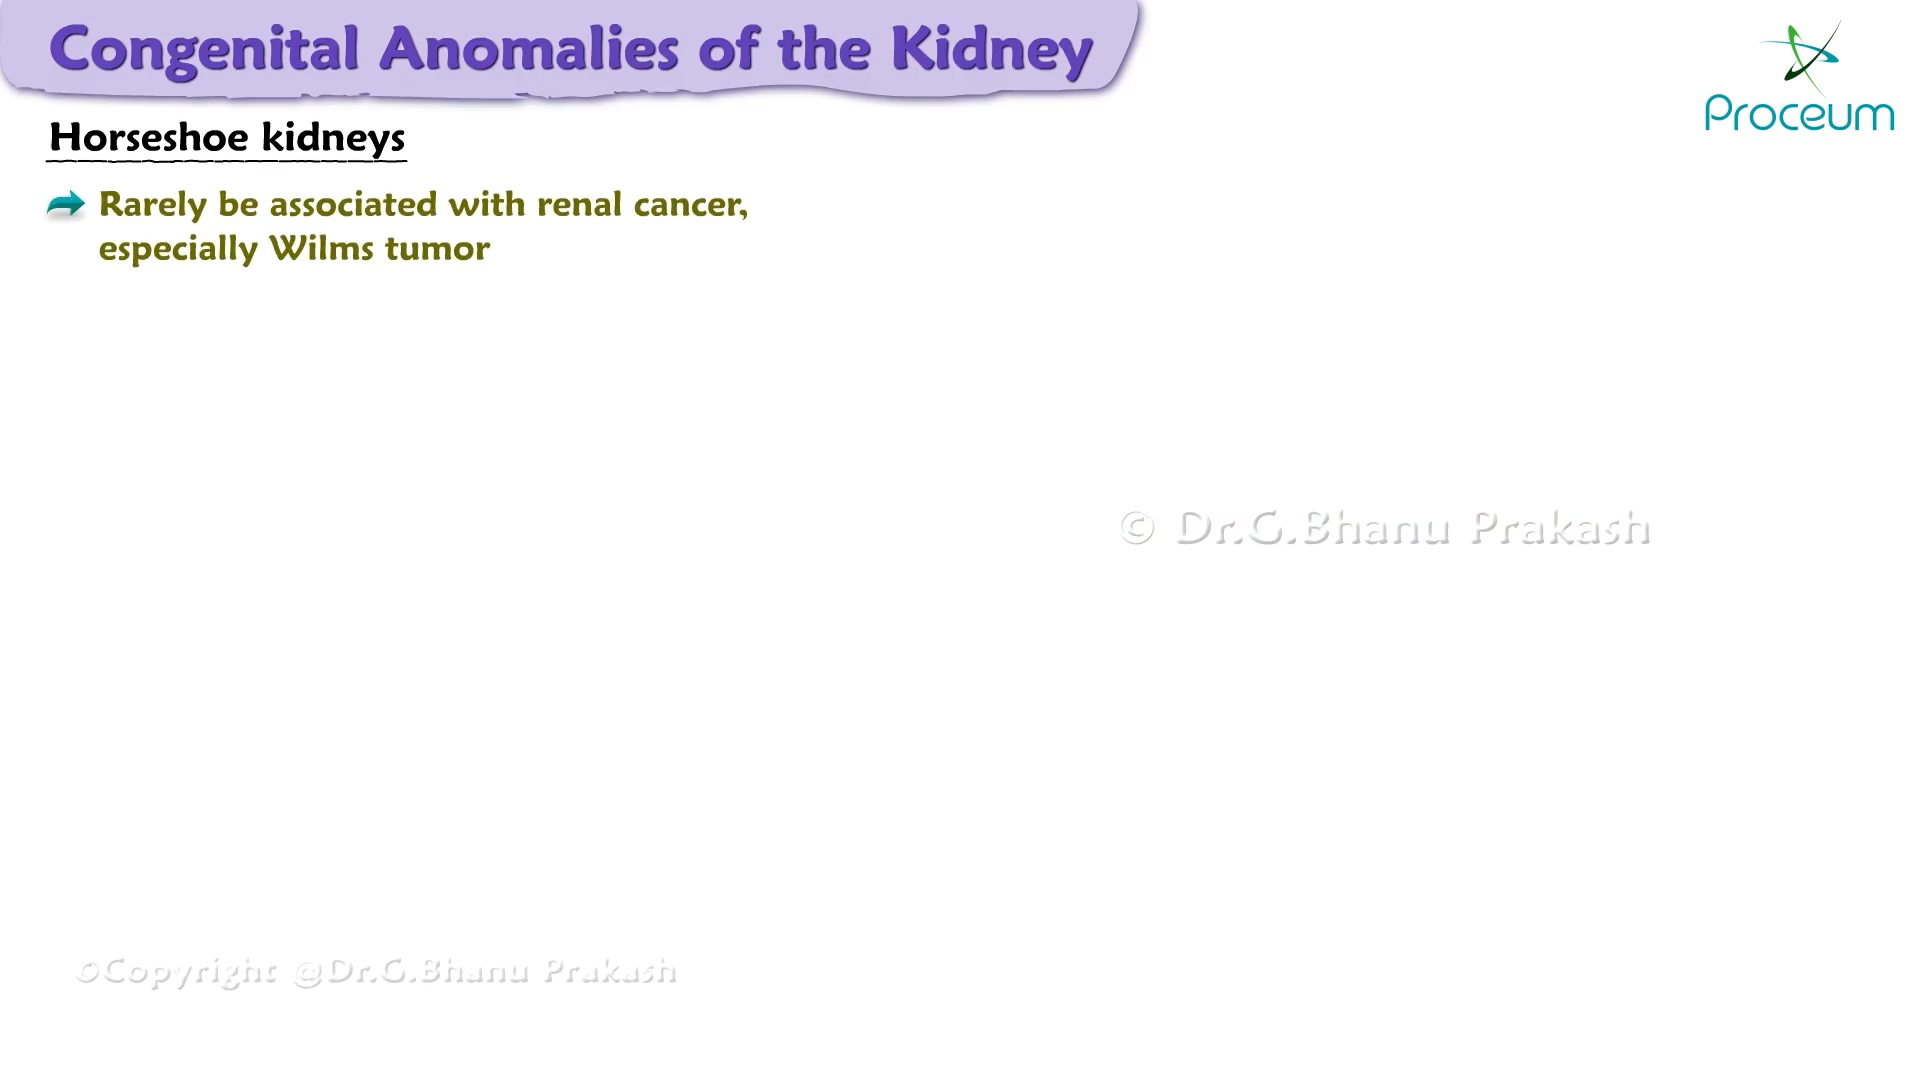 Congenital Anomalies of the Kidney
Proceum
Horseshoe kidneys
Rarely be associated with renal cancer,
especially Wilms tumor
© Dr.G.Bhanu Prakash
©Copyright @Dr.G.Bhanu Prakash